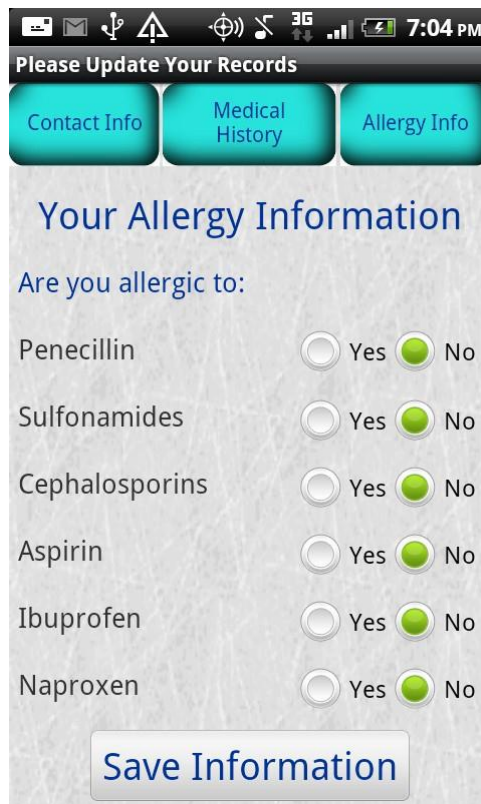 3G
7:04 PM
Please Update Your Records
Contact Info
Medical
History
Allergy Info
Your Allergy Information
Are you allergic to:
Penecillin Yes No
Sulfonamides Yes No
Cephalosporins Yes No
Aspirin Yes No
Ibuprofen Yes No
Naproxen Yes No
Save Information